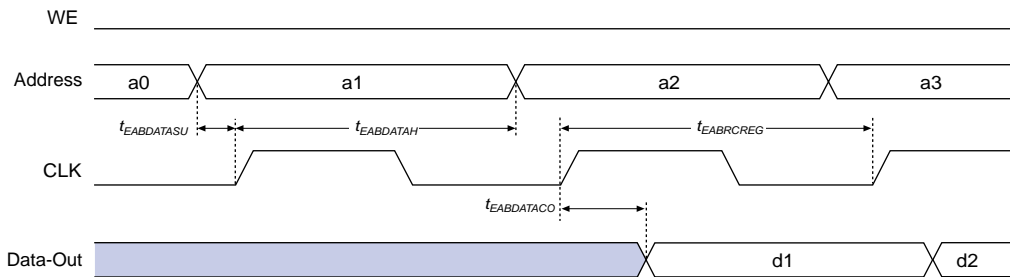 WE
Address a0 a1 a2 a3
tEABDATASU tEABDATAH tEABRCREG
CLK
tEABDATACO
Data-Out d1 d2